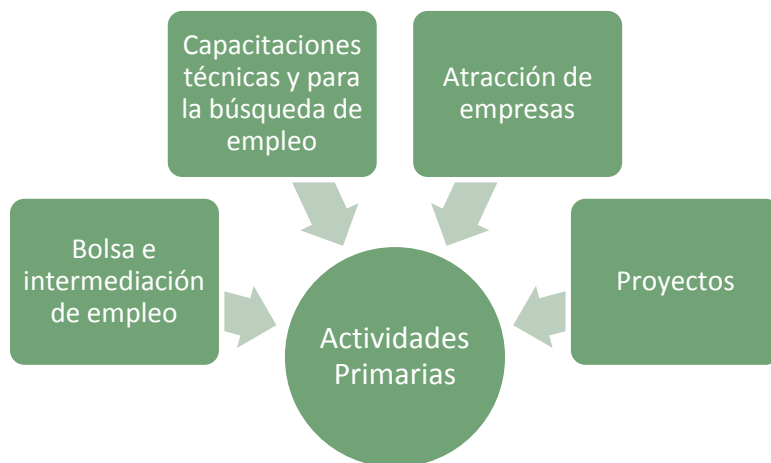 Capacitaciones
técnicas y para
la búsqueda de
empleo
Atracción de
empresas
Bolsa e
intermediación
de empleo
Proyectos
Actividades
Primarias